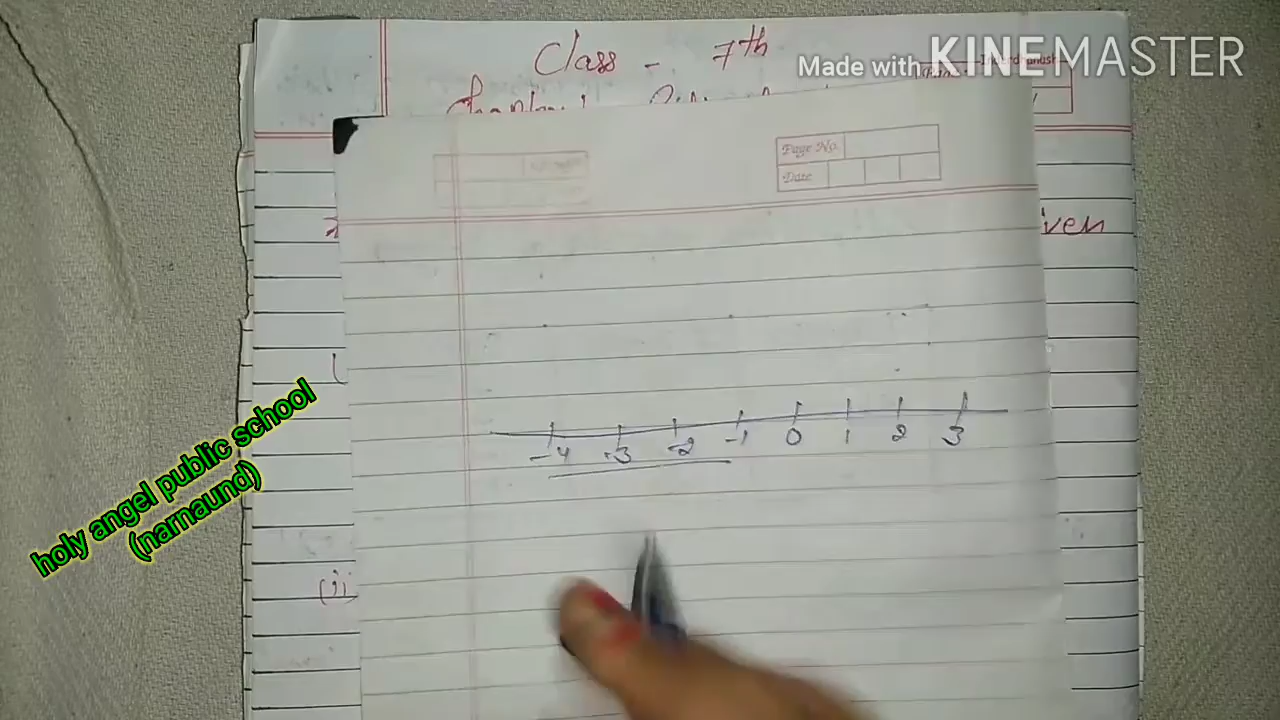 Class - 7th
Made with KINEMASTER
Page No.
Date
iven
-4 -3 -2 -1 0 1 2 3
holy angel public school
(narnaund)
(ii)